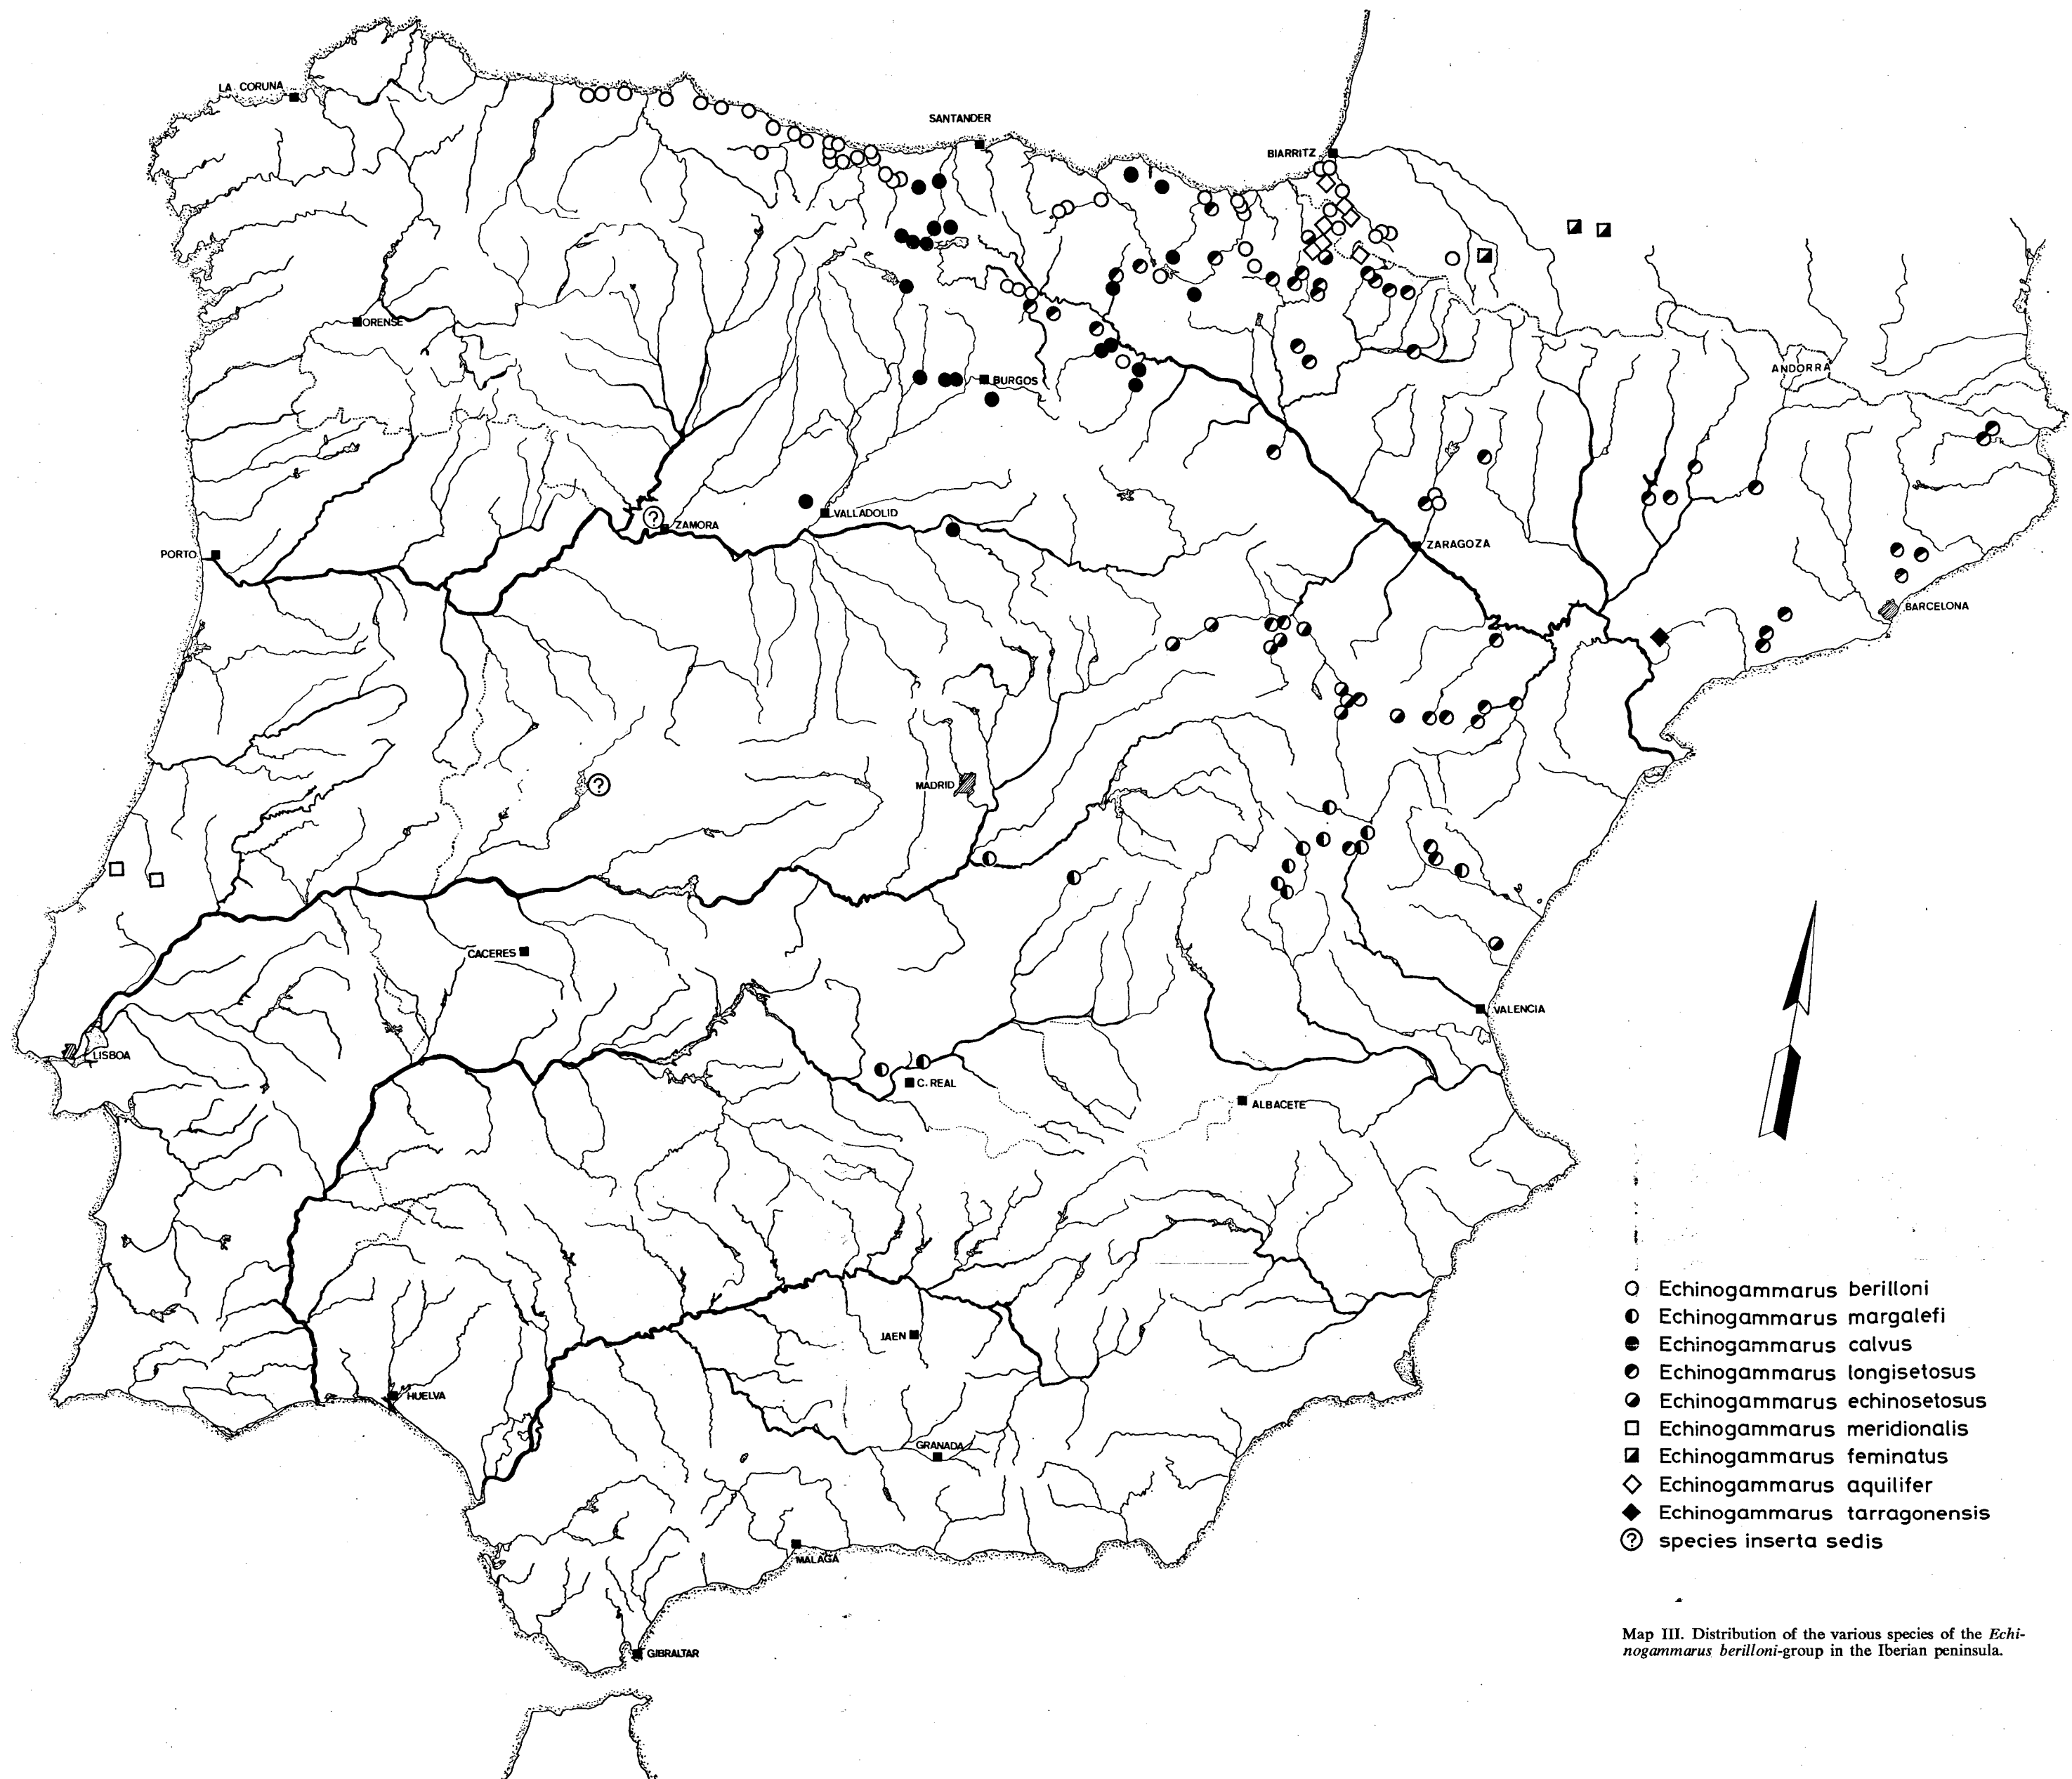 LA CORUNA
SANTANDER
BIARRITZ
ORENSE
ANDORRA
BURGOS
VALLADOLID
?
ZAMORA
ZARAGOZA
PORTO
BARCELONA
MADRID
?
CACERES
VALENCIA
LISBOA
C. REAL
ALBACETE
JAEN
HUELVA
GRANADA
MALAGA
GIBRALTAR
Echinogammarus berilloni
Echinogammarus margalefi
Echinogammarus calvus
Echinogammarus longisetosus
Echinogammarus echinosetosus
Echinogammarus meridionalis
Echinogammarus feminatus
Echinogammarus aquilifer
Echinogammarus tarragonensis
? species inserta sedis
Map III. Distribution of the various species of the Echi-
nogammarus berilloni-group in the Iberian peninsula.